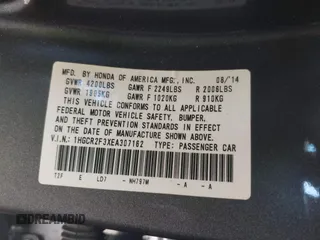 MFD. BY HONDA OF AMERICA MFG., INC. 08/14
GVWR 4200LBS GAWR F 2249LBS R 2006LBS
GVWR 1905KG GAWR F 1020KG R 910KG
THIS VEHICLE CONFORMS TO ALL APPLICABLE
FEDERAL MOTOR VEHICLE SAFETY, BUMPER,
AND THEFT PREVENTION STANDARDS IN EFFECT
ON THE DATE OF MANUFACTURE SHOWN ABOVE.
V.I.N.: 1HGCR2F3XEA307162 TYPE: PASSENGER CAR
E LD7 - NH797M - A - A
DREAMBID